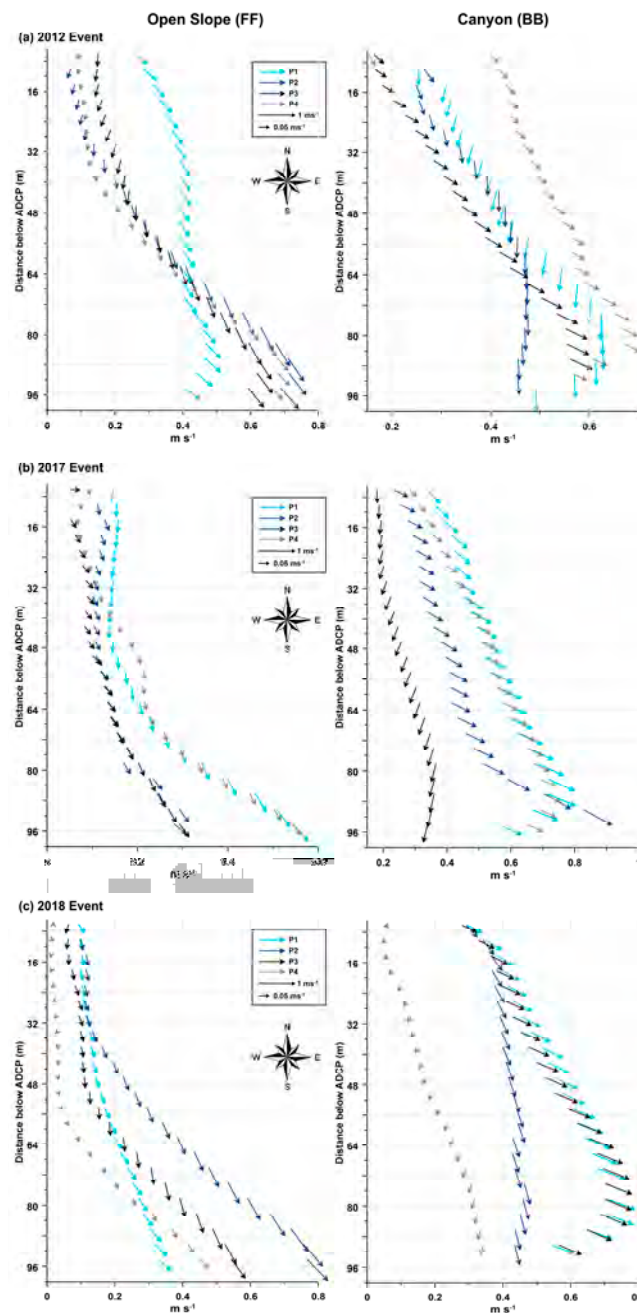 Open Slope (FF)
Canyon (BB)
(a) 2012 Event
Distance below ADCP (m)
16
32
48
64
80
96
P1
P2
P3
P4
1 ms⁻¹
0.05 ms⁻¹
N
W E
S
0 0.2 0.4 0.6 0.8
m s⁻¹
Distance below ADCP (m)
16
32
48
64
80
96
0.2 0.4 0.6
m s⁻¹
(b) 2017 Event
Distance below ADCP (m)
16
32
48
64
80
96
P1
P2
P3
P4
1 ms⁻¹
0.05 ms⁻¹
N
W E
S
Distance below ADCP (m)
16
32
48
64
80
96
0.2 0.4 0.6 0.8 1
m s⁻¹
(c) 2018 Event
Distance below ADCP (m)
16
32
48
64
80
96
P1
P2
P3
P4
1 ms⁻¹
0.05 ms⁻¹
N
W E
S
0 0.2 0.4 0.6 0.8
m s⁻¹
Distance below ADCP (m)
16
32
48
64
80
96
0 0.2 0.4 0.6
m s⁻¹